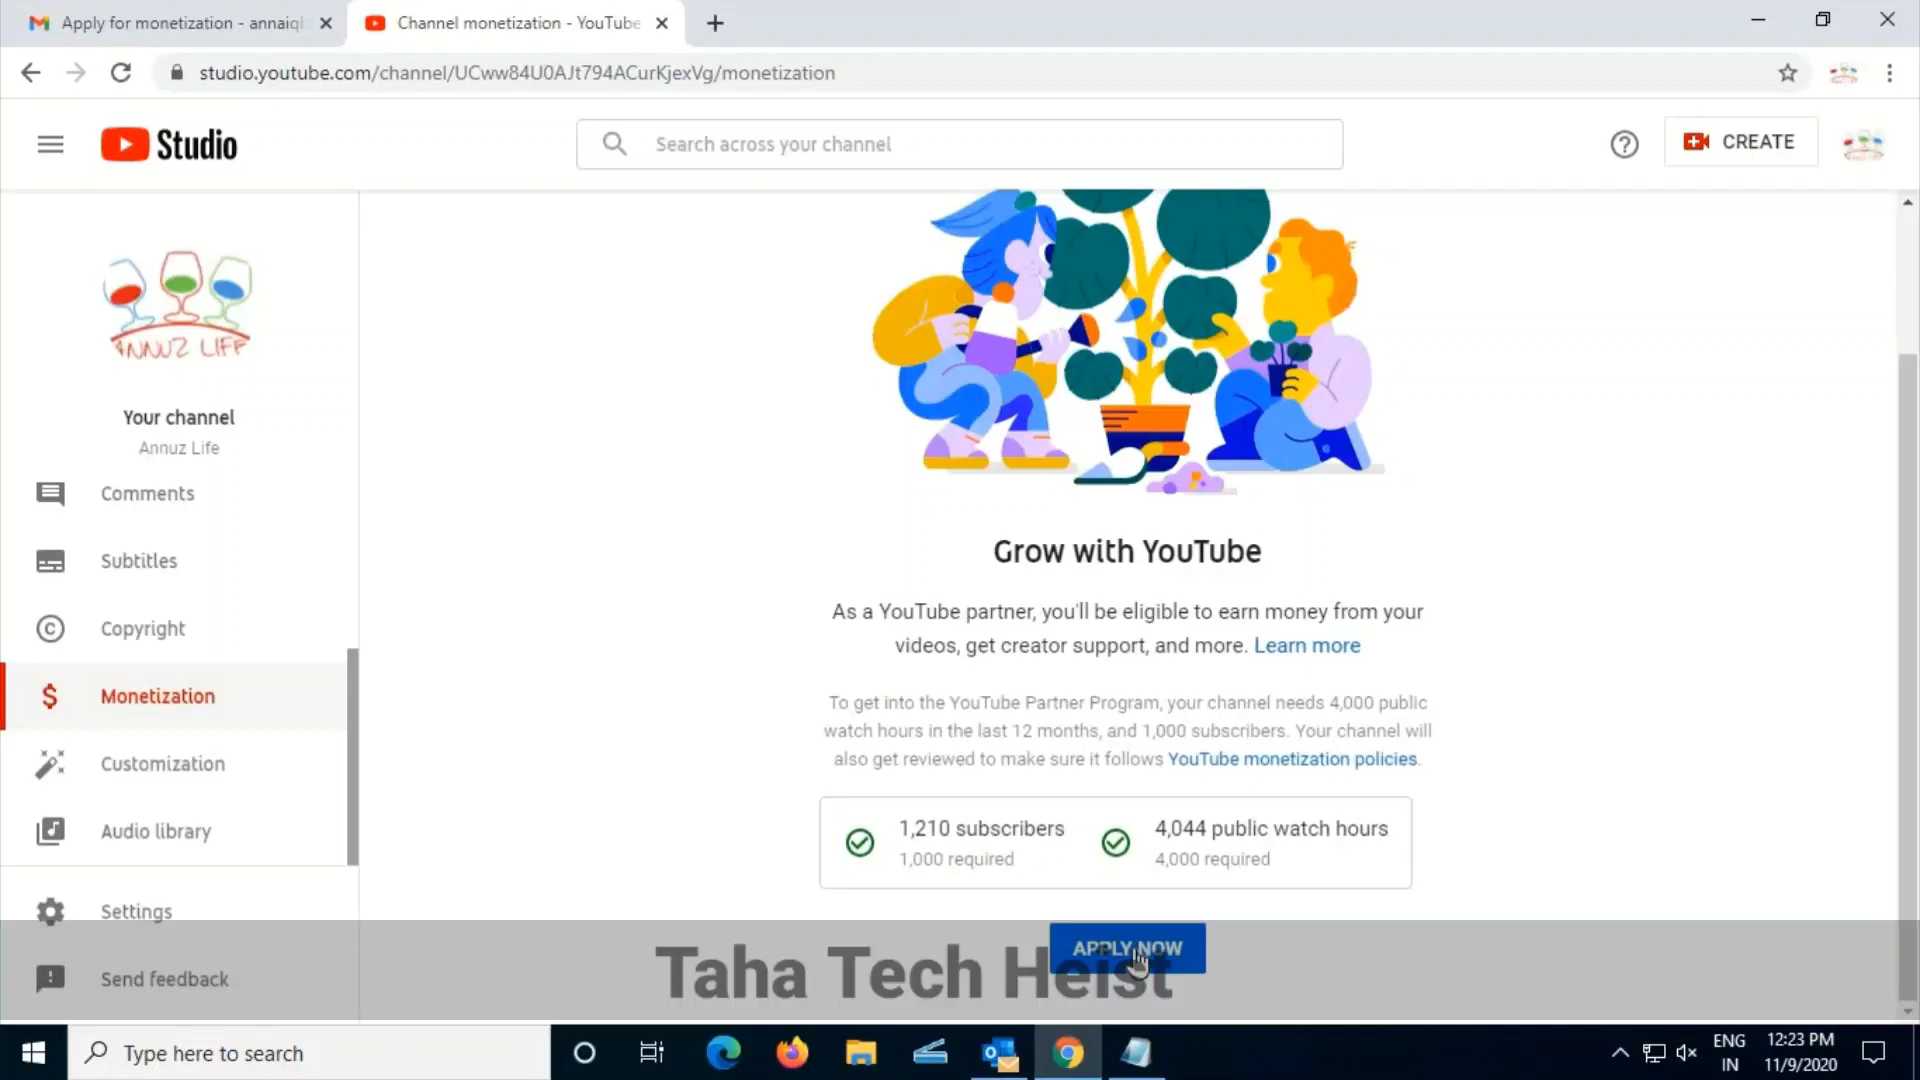 Apply for monetization - annaiqb
Channel monetization - YouTube
studio.youtube.com/channel/UCww84U0AJt794ACurKjexVg/monetization
Studio
Search across your channel
CREATE
ANNUZ LIFE
Your channel
Annuz Life
Comments
Subtitles
Copyright
Monetization
Customization
Audio library
Settings
Send feedback
Grow with YouTube
As a YouTube partner, you'll be eligible to earn money from your
videos, get creator support, and more. Learn more
To get into the YouTube Partner Program, your channel needs 4,000 public
watch hours in the last 12 months, and 1,000 subscribers. Your channel will
also get reviewed to make sure it follows YouTube monetization policies.
1,210 subscribers
1,000 required
4,044 public watch hours
4,000 required
APPLY NOW
Taha Tech Heist
Type here to search
ENG
IN
12:23 PM
11/9/2020